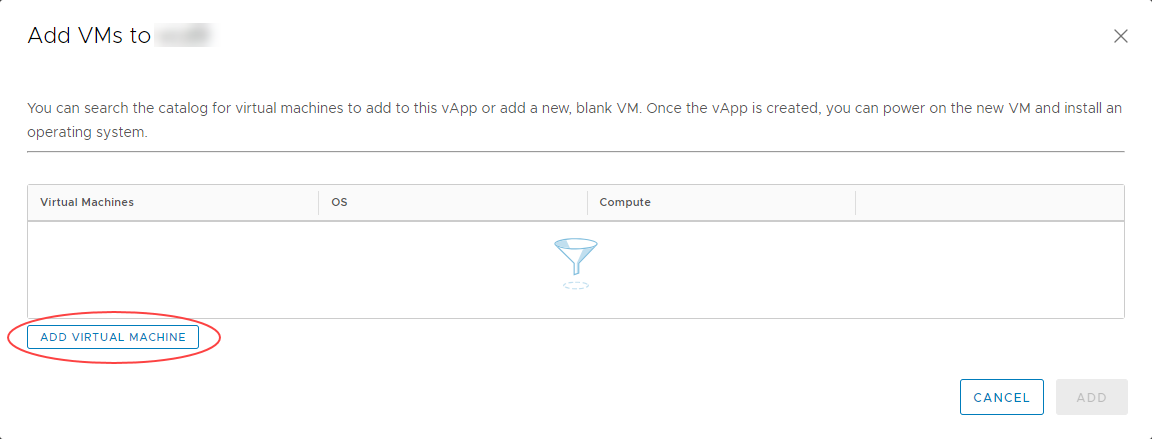 Add VMs to
You can search the catalog for virtual machines to add to this vApp or add a new, blank VM. Once the vApp is created, you can power on the new VM and install an
operating system.
Virtual Machines OS Compute
ADD VIRTUAL MACHINE
CANCEL ADD